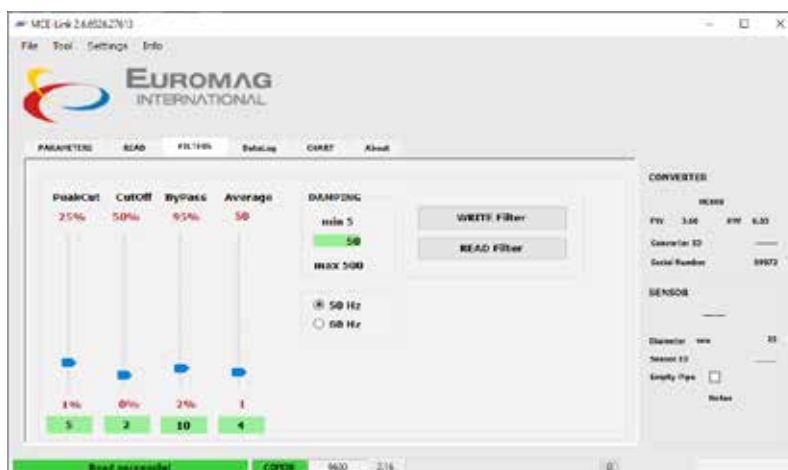 MCE-Link 2.6.6526.27613
File Tool Settings Info
EUROMAG
INTERNATIONAL
PARAMETERS READ FILTERS DataLog CHART About
PeakCut CutOff ByPass Average
25% 50% 95% 50
1% 0% 2% 1
5 2 10 4
DAMPING
min 5
50
max 500
50 Hz
60 Hz
WRITE Filter
READ Filter
CONVERTER
FW 3.60 HW
Converter ID
Serial Number
SENSOR
Diameter mm
Sensor ID
Empty Pipe
Notes
Read successful 9600